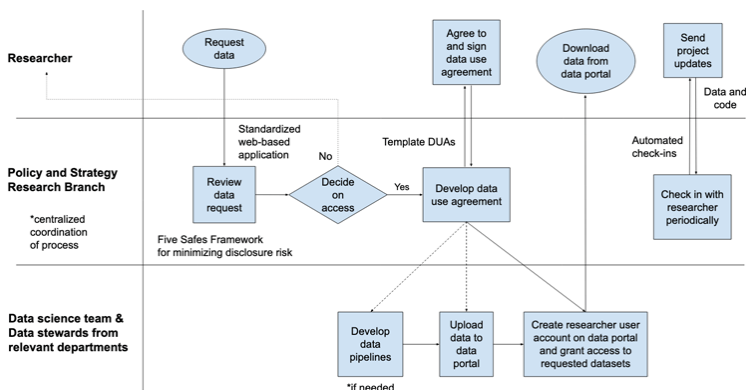 Researcher
Request
data
Agree to
and sign
data use
agreement
Download
data from
data portal
Send
project
updates
Data and
code
Standardized
web-based
application
Template DUAs
Automated
check-ins
Policy and Strategy
Research Branch
*centralized
coordination
of process
Review
data
request
No
Decide
on
access
Yes
Develop data
use agreement
Check in with
researcher
periodically
Five Safes Framework
for minimizing disclosure risk
Data science team &
Data stewards from
relevant departments
Develop
data
pipelines
*if needed
Upload
data to
data
portal
Create researcher user
account on data portal
and grant access to
requested datasets